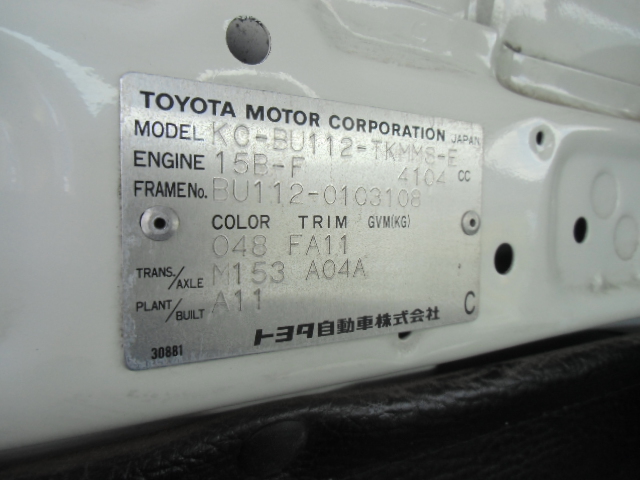 TOYOTA MOTOR CORPORATION JAPAN
MODEL KC-BU112-TKMMS-E
ENGINE 15B-F 4104 CC
FRAME No. BU112-0103108
COLOR TRIM GVM(KG)
048 FA11
TRANS./AXLE M153 A04A
PLANT/BUILT A11
C
トヨタ自動車株式会社
30881